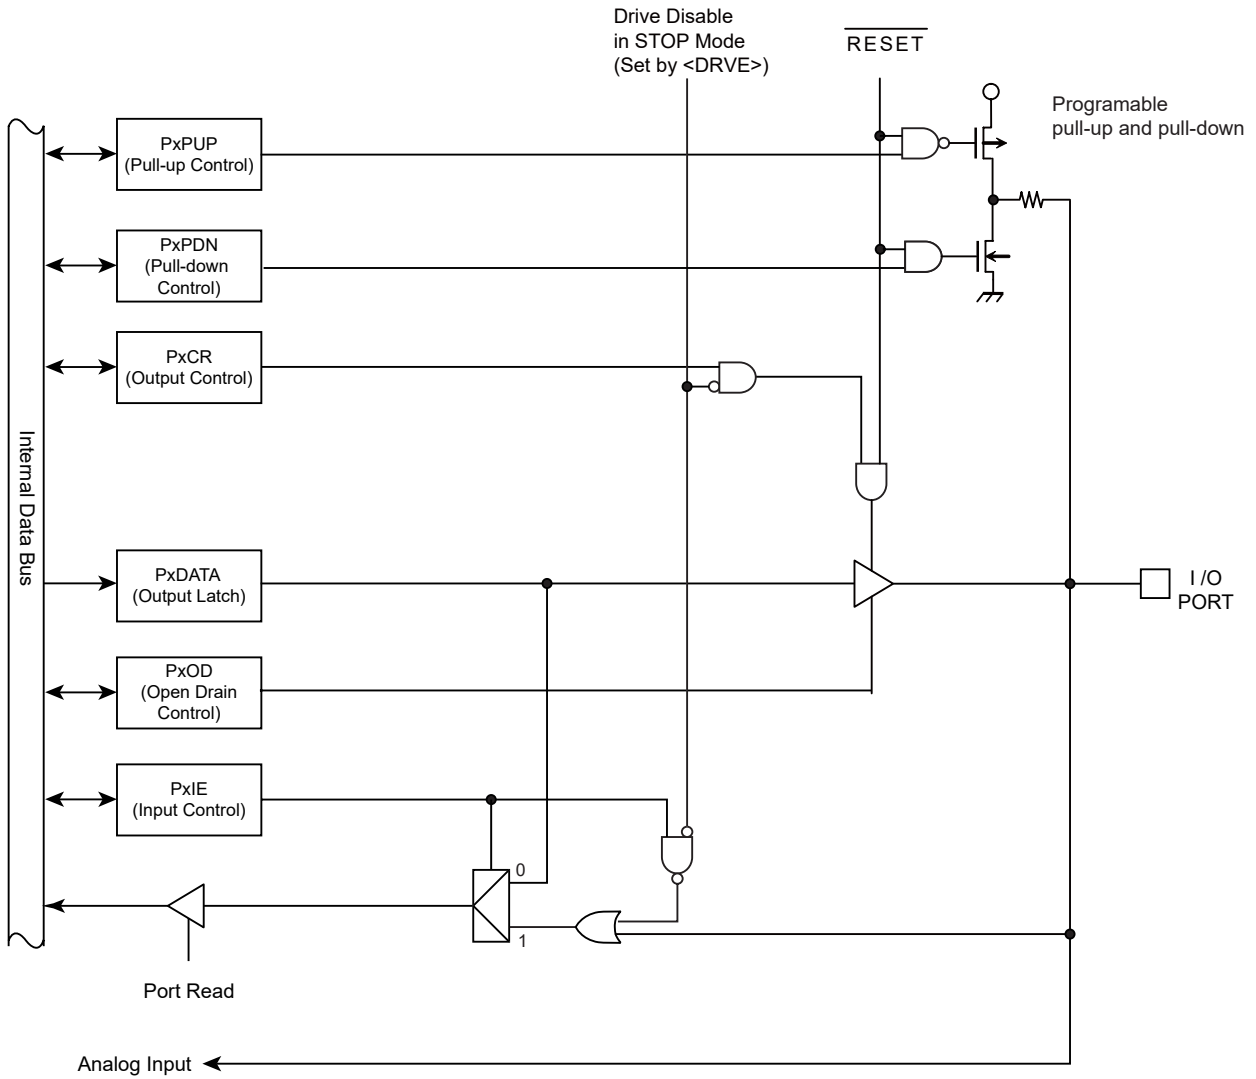 Drive Disable
in STOP Mode
(Set by <DRVE>)
RESET
Programable
pull-up and pull-down
PxPUP
(Pull-up Control)
PxPDN
(Pull-down
Control)
PxCR
(Output Control)
Internal Data Bus
PxDATA
(Output Latch)
I /O
PORT
PxOD
(Open Drain
Control)
PxIE
(Input Control)
0
1
Port Read
Analog Input